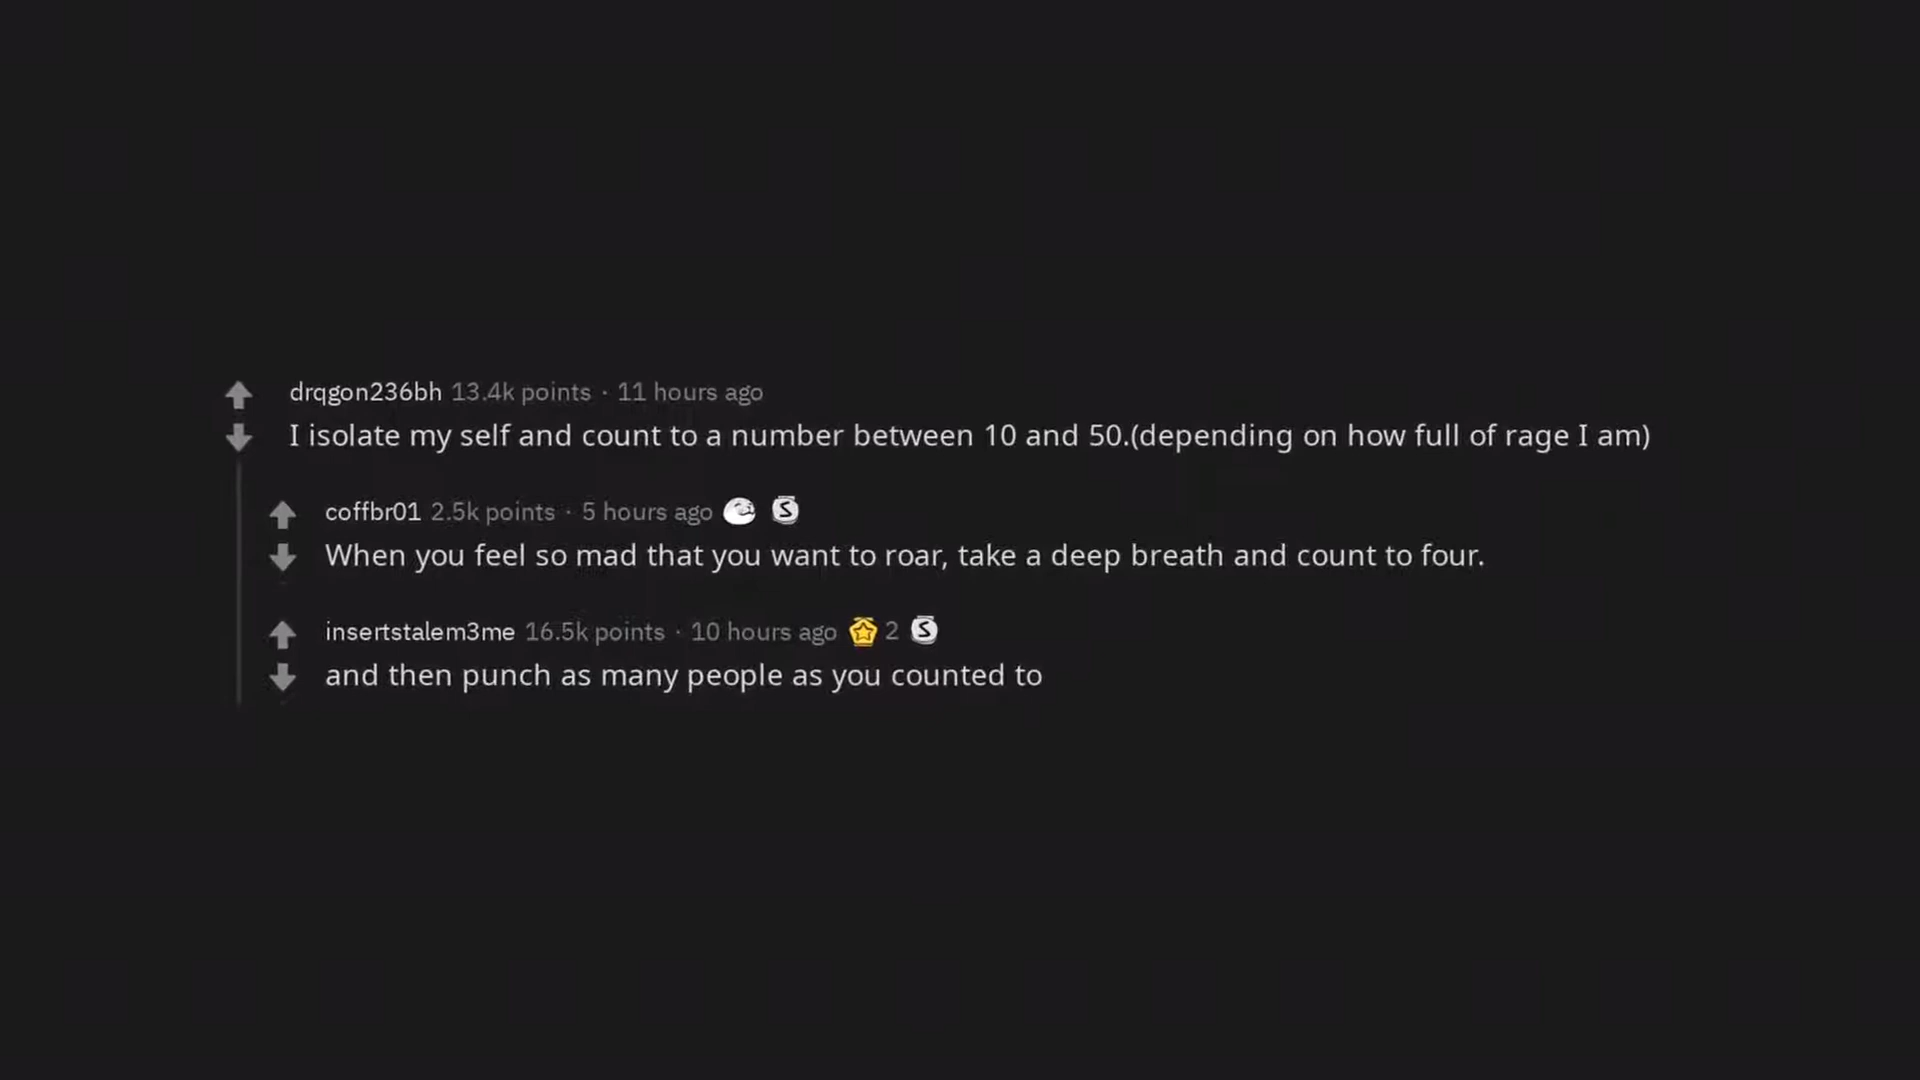 drqgon236bh 13.4k points · 11 hours ago
I isolate my self and count to a number between 10 and 50.(depending on how full of rage I am)
coffbr01 2.5k points · 5 hours ago S
When you feel so mad that you want to roar, take a deep breath and count to four.
insertstalem3me 16.5k points · 10 hours ago 2 S
and then punch as many people as you counted to